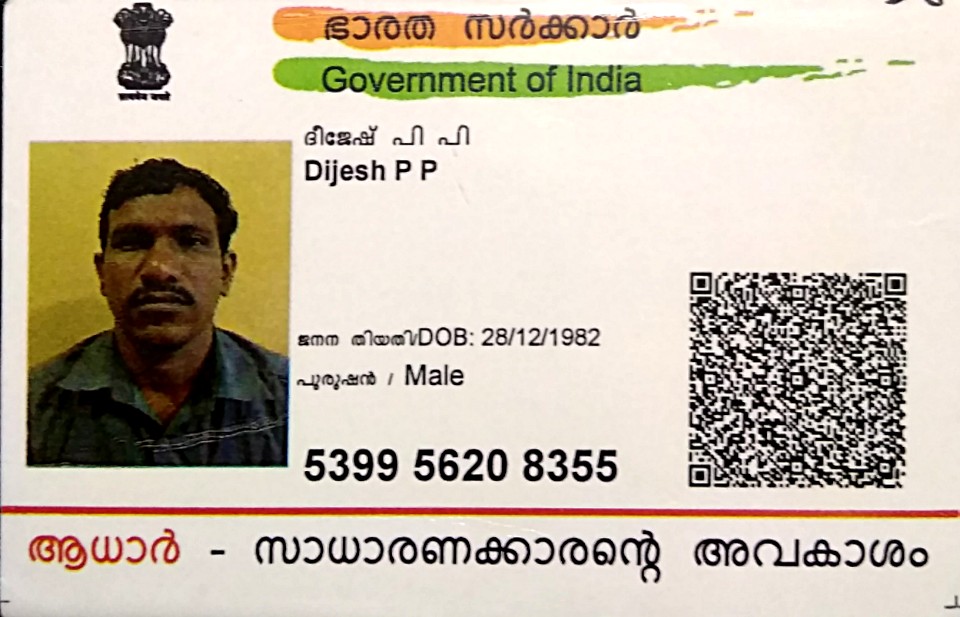 भारत സർക്കാർ
Government of India
ദീജേഷ് പി പി
Dijesh P P
ജനന തിയതി/DOB: 28/12/1982
പുരുഷൻ / Male
5399 5620 8355
ആധാർ - സാധാരണക്കാരന്റെ അവകാശം